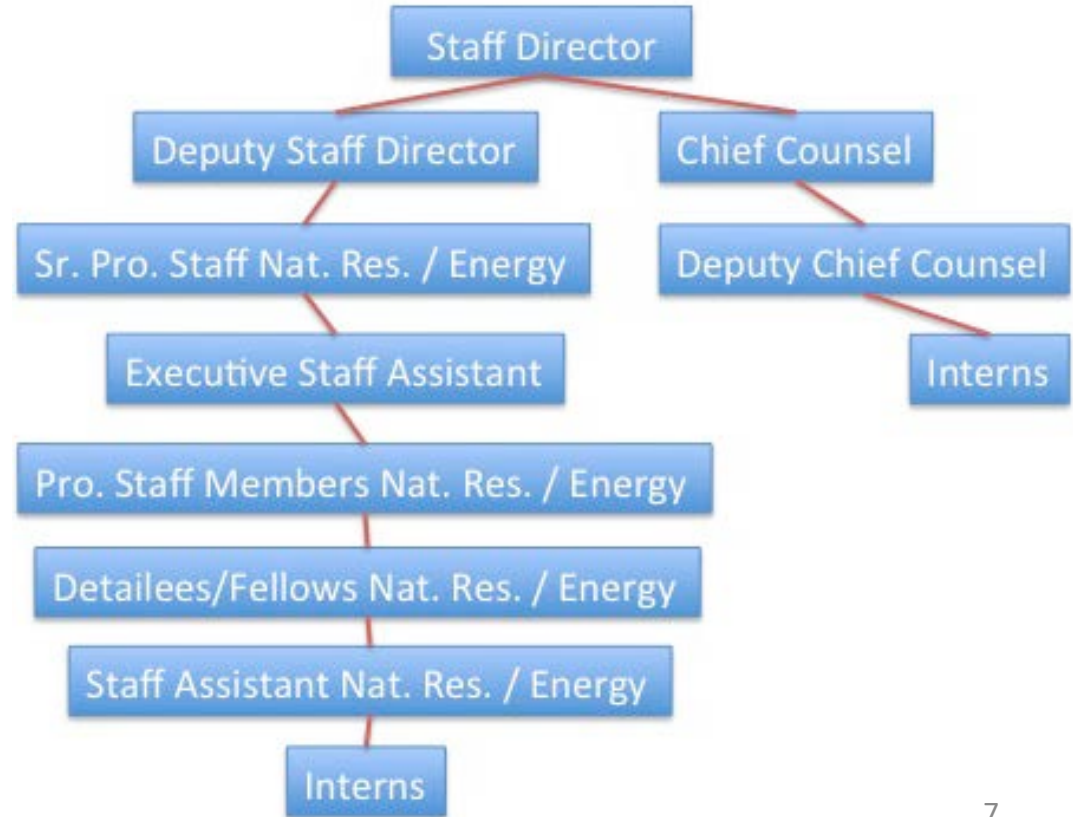 Staff Director
Deputy Staff Director
Chief Counsel
Sr. Pro. Staff Nat. Res. / Energy
Deputy Chief Counsel
Executive Staff Assistant
Interns
Pro. Staff Members Nat. Res. / Energy
Detailees/Fellows Nat. Res. / Energy
Staff Assistant Nat. Res. / Energy
Interns
7